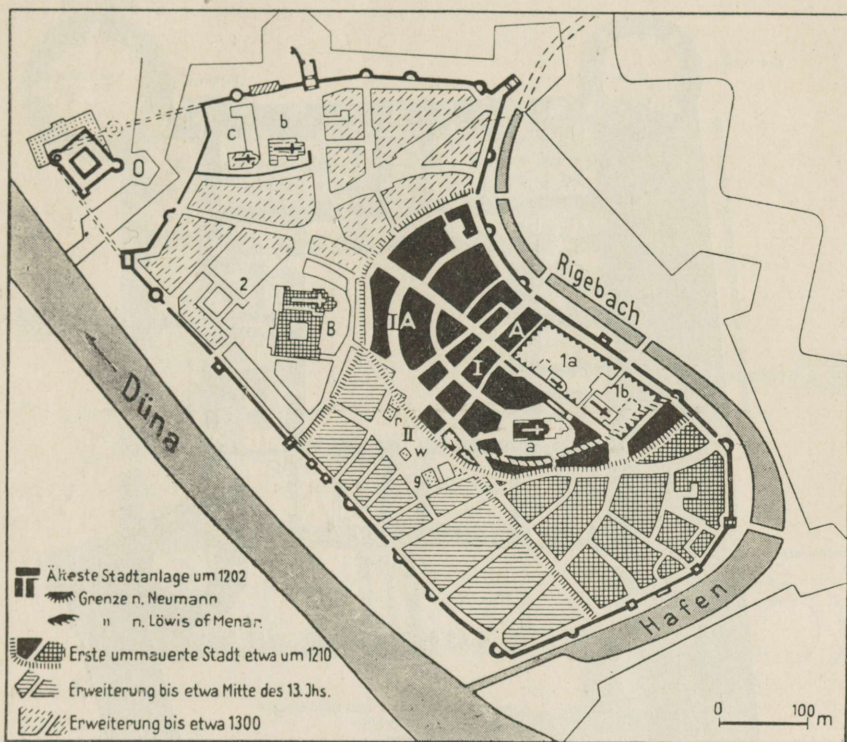 c
b
2
B
IA
A
I
1a
1b
a
II
r
w
g
Rigebach
Düna
Hafen
Älteste Stadtanlage um 1202
Grenze n. Neumann
" n. Löwis of Menar.
Erste ummauerte Stadt etwa um 1210
Erweiterung bis etwa Mitte des 13. Jhs.
Erweiterung bis etwa 1300
0 100 m